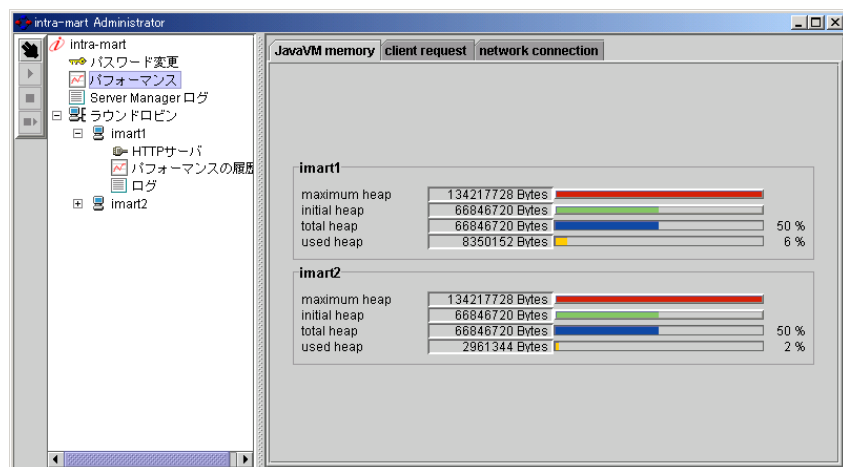 intra-mart Administrator
intra-mart
パスワード変更
パフォーマンス
Server Manager ログ
ラウンドロビン
imart1
HTTPサーバ
パフォーマンスの履歴
ログ
imart2
JavaVM memory client request network connection
imart1
maximum heap 134217728 Bytes
initial heap 66846720 Bytes
total heap 66846720 Bytes 50 %
used heap 8350152 Bytes 6 %
imart2
maximum heap 134217728 Bytes
initial heap 66846720 Bytes
total heap 66846720 Bytes 50 %
used heap 2961344 Bytes 2 %